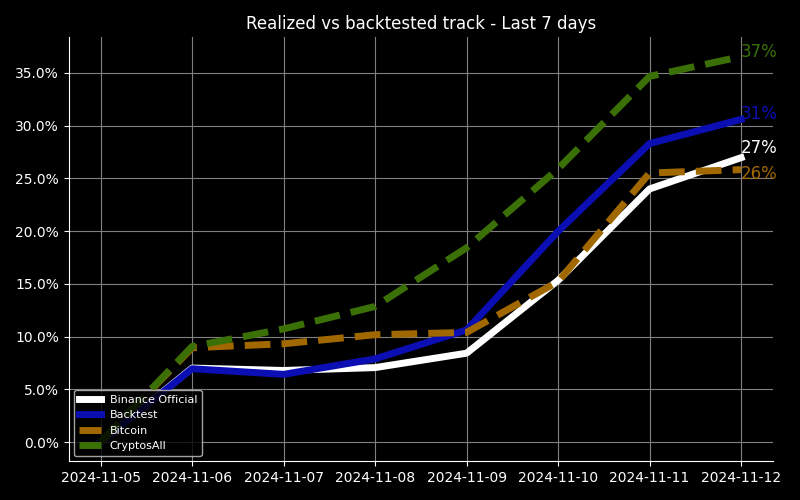 Realized vs backtested track - Last 7 days
37%
35.0%
31%
30.0%
27%
26%
25.0%
20.0%
15.0%
10.0%
5.0%
0.0%
Binance Official
Backtest
Bitcoin
CryptosAll
2024-11-05 2024-11-06 2024-11-07 2024-11-08 2024-11-09 2024-11-10 2024-11-11 2024-11-12